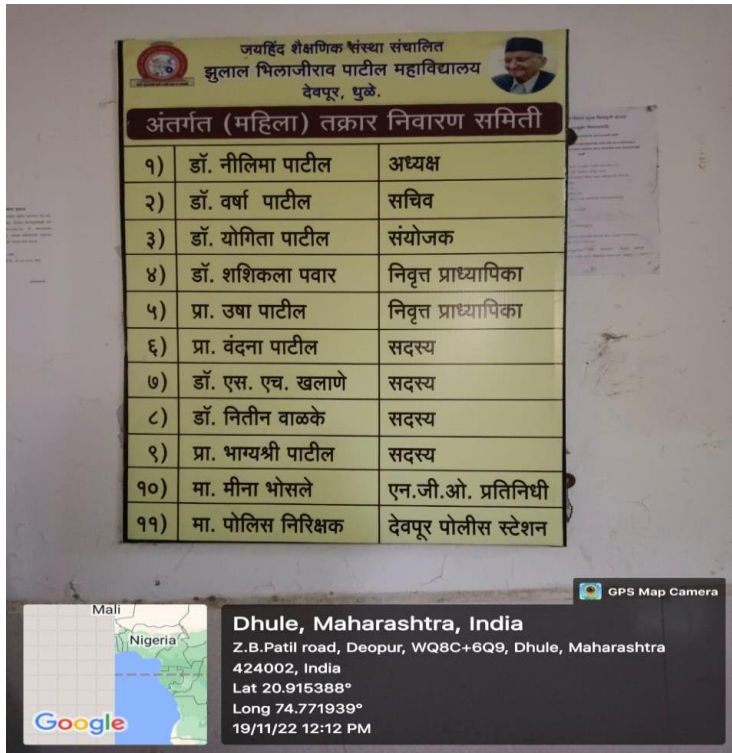 जयहिंद शैक्षणिक संस्था संचालित
झुलाल भिलाजीराव पाटील महाविद्यालय
देवपूर, धुळे.
अंतर्गत (महिला) तक्रार निवारण समिती
१) डॉ. नीलिमा पाटील अध्यक्ष
२) डॉ. वर्षा पाटील सचिव
३) डॉ. योगिता पाटील संयोजक
४) डॉ. शशिकला पवार निवृत्त प्राध्यापिका
५) प्रा. उषा पाटील निवृत्त प्राध्यापिका
६) प्रा. वंदना पाटील सदस्य
७) डॉ. एस. एच. खलाणे सदस्य
८) डॉ. नितीन वाळके सदस्य
९) प्रा. भाग्यश्री पाटील सदस्य
१०) मा. मीना भोसले एन.जी.ओ. प्रतिनिधी
११) मा. पोलिस निरिक्षक देवपूर पोलीस स्टेशन
GPS Map Camera
Mali
Nigeria
Google
Dhule, Maharashtra, India
Z.B.Patil road, Deopur, WQ8C+6Q9, Dhule, Maharashtra
424002, India
Lat 20.915388°
Long 74.771939°
19/11/22 12:12 PM